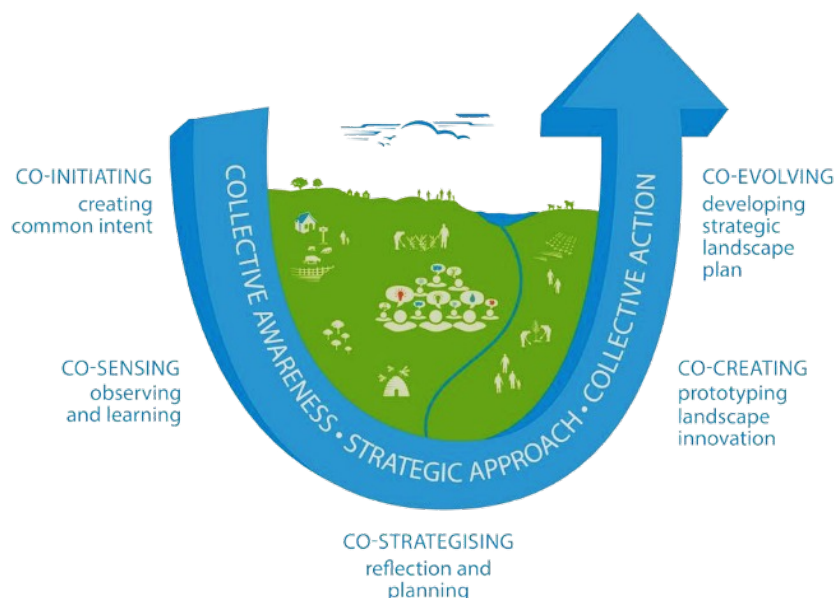 CO-INITIATING
creating
common intent
CO-SENSING
observing
and learning
COLLECTIVE AWARENESS • STRATEGIC APPROACH • COLLECTIVE ACTION
CO-STRATEGISING
reflection and
planning
CO-CREATING
prototyping
landscape
innovation
CO-EVOLVING
developing
strategic
landscape
plan